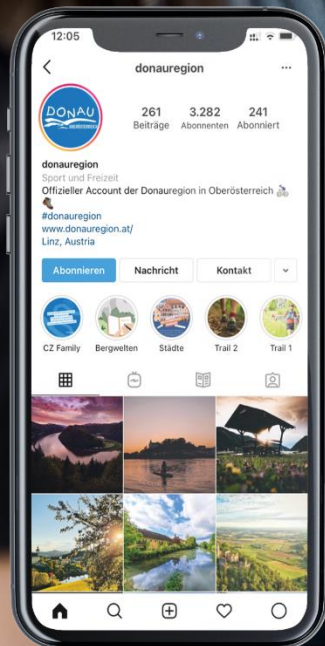 12:05
donauregion
DONAU
OBERÖSTERREICH
261 3.282 241
Beiträge Abonnenten Abonniert
donauregion
Sport und Freizeit
Offizieller Account der Donauregion in Oberösterreich
#donauregion
www.donauregion.at/
Linz, Austria
Abonnieren Nachricht Kontakt
CZ Family Bergwelten Städte Trail 2 Trail 1